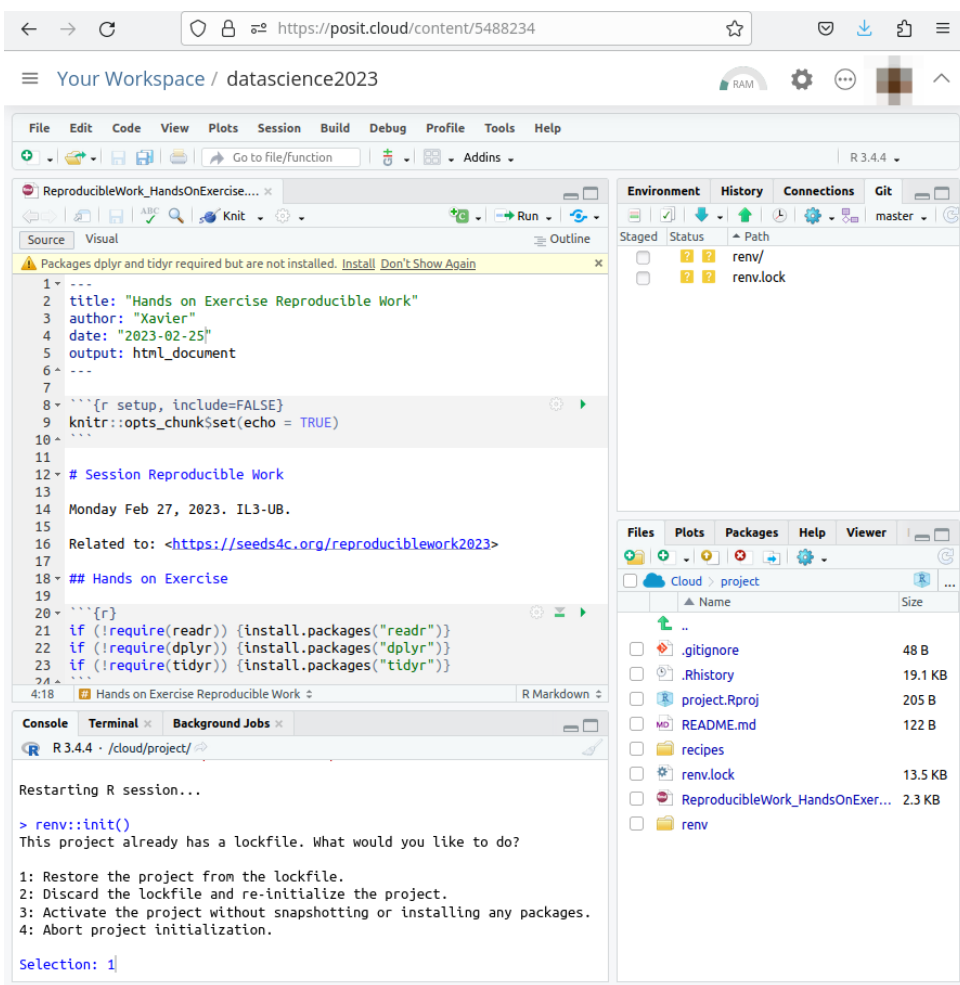 https://posit.cloud/content/5488234
Your Workspace / datascience2023
RAM
File Edit Code View Plots Session Build Debug Profile Tools Help
Go to file/function
Addins
R 3.4.4
ReproducibleWork_HandsOnExercise....
ABC
Knit
Run
Source Visual
Outline
Packages dplyr and tidyr required but are not installed. Install Don't Show Again
1 ---
2 title: "Hands on Exercise Reproducible Work"
3 author: "Xavier"
4 date: "2023-02-25"
5 output: html_document
6 ---
7
8 ```{r setup, include=FALSE}
9 knitr::opts_chunk$set(echo = TRUE)
10 ```
11
12 # Session Reproducible Work
13
14 Monday Feb 27, 2023. IL3-UB.
15
16 Related to: <https://seeds4c.org/reproduciblework2023>
17
18 ## Hands on Exercise
19
20 ```{r}
21 if (!require(readr)) {install.packages("readr")}
22 if (!require(dplyr)) {install.packages("dplyr")}
23 if (!require(tidyr)) {install.packages("tidyr")}
24 ```
4:18 # Hands on Exercise Reproducible Work R Markdown
Console Terminal Background Jobs
R R 3.4.4 · /cloud/project/
Restarting R session...
> renv::init()
This project already has a lockfile. What would you like to do?
1: Restore the project from the lockfile.
2: Discard the lockfile and re-initialize the project.
3: Activate the project without snapshotting or installing any packages.
4: Abort project initialization.
Selection: 1
Environment History Connections Git
master
Staged Status Path
? ? renv/
? ? renv.lock
Files Plots Packages Help Viewer
Cloud > project
R ...
Name Size
..
.gitignore 48 B
.Rhistory 19.1 KB
project.Rproj 205 B
MD README.md 122 B
recipes
renv.lock 13.5 KB
ReproducibleWork_HandsOnExer... 2.3 KB
renv